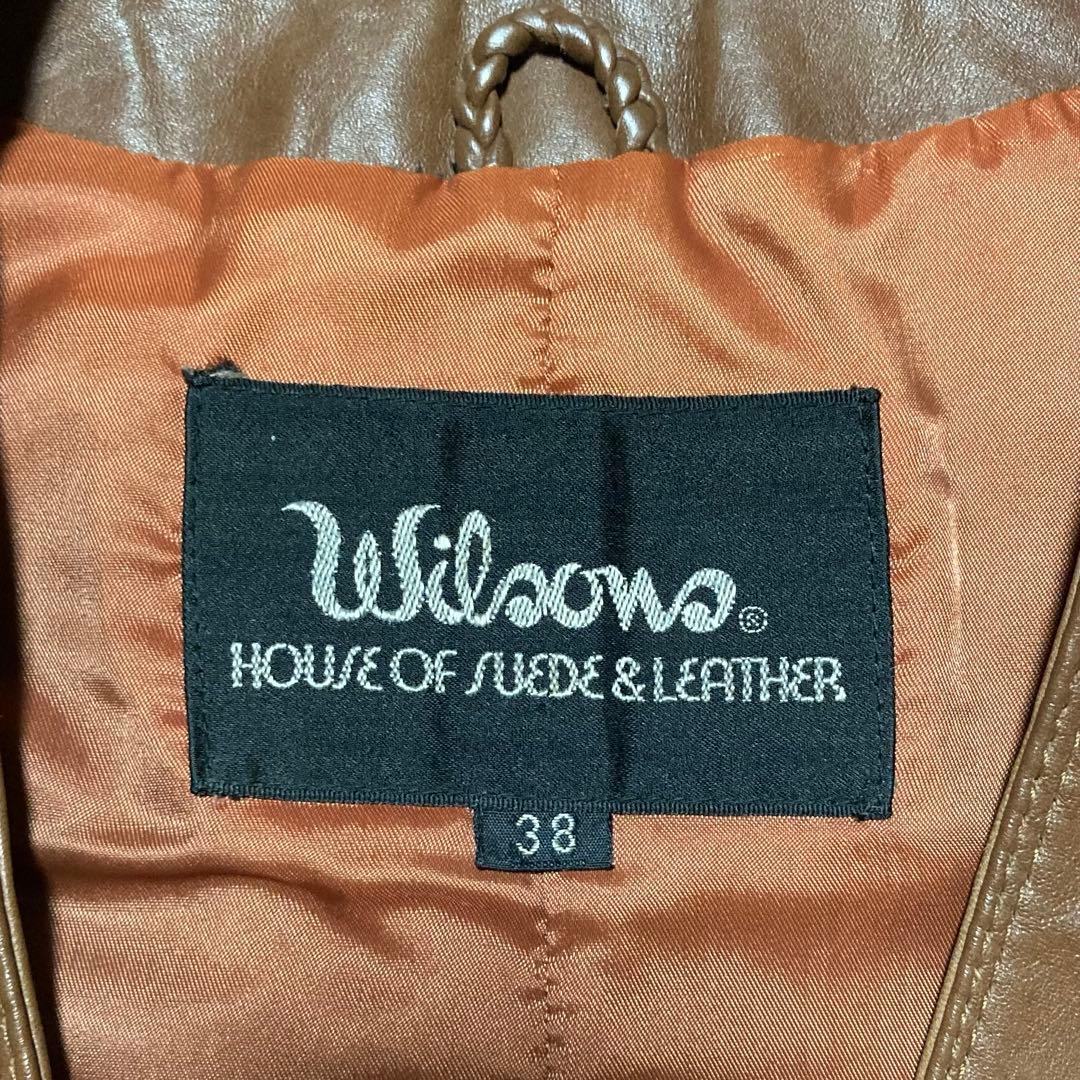 Wilsons®
HOUSE OF SUEDE & LEATHER
38